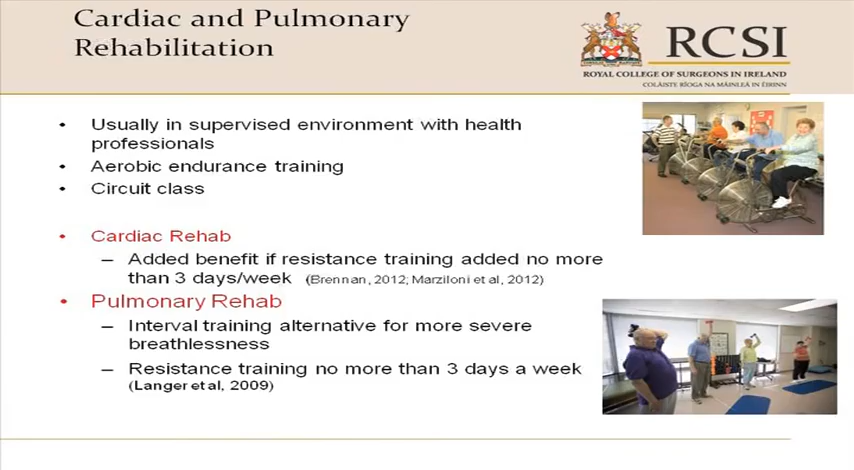 Cardiac and Pulmonary
Rehabilitation
RCSI
ROYAL COLLEGE OF SURGEONS IN IRELAND
COLÁISTE RÍOGA NA MÁINLEÁ IN ÉIRINN
• Usually in supervised environment with health
professionals
• Aerobic endurance training
• Circuit class
• Cardiac Rehab
– Added benefit if resistance training added no more
than 3 days/week (Brennan, 2012; Marziloni et al, 2012)
• Pulmonary Rehab
– Interval training alternative for more severe
breathlessness
– Resistance training no more than 3 days a week
(Langer et al, 2009)